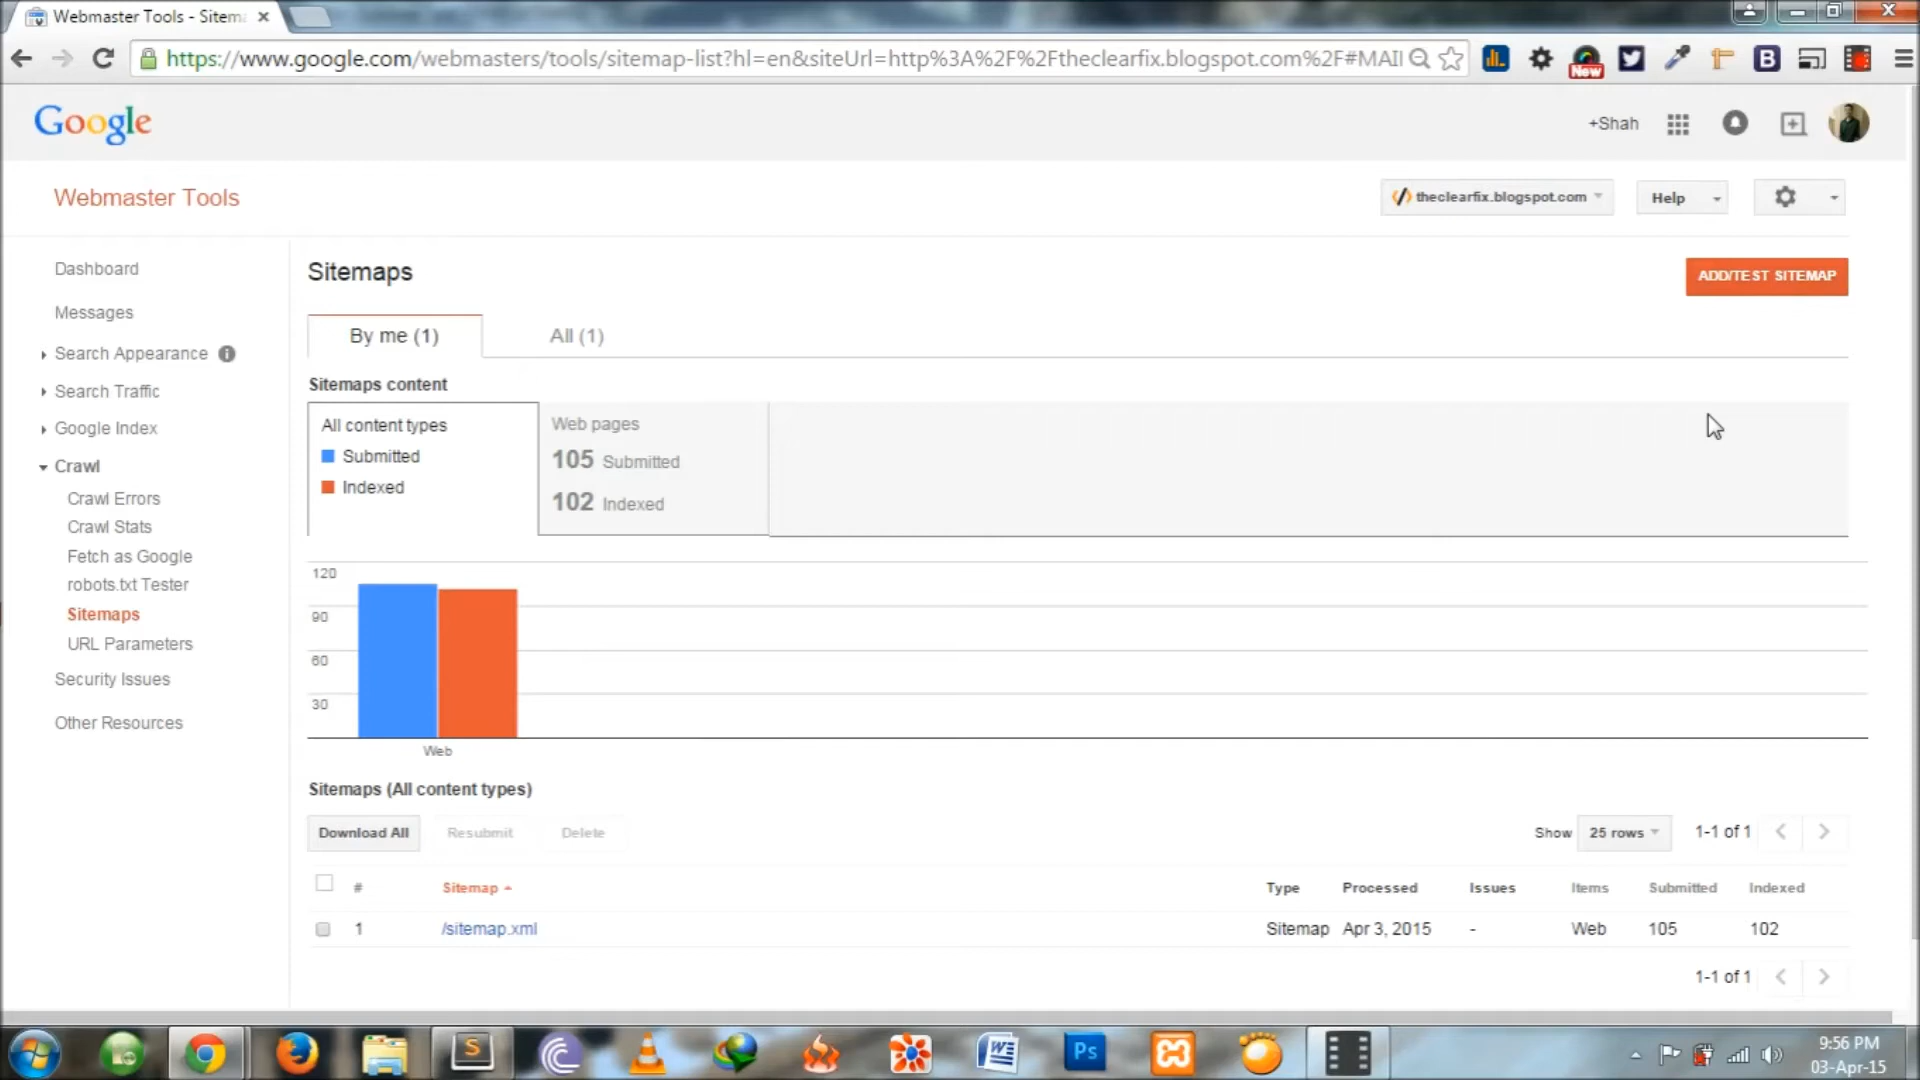 Webmaster Tools - Sitem
https://www.google.com/webmasters/tools/sitemap-list?hl=en&siteUrl=http%3A%2F%2Ftheclearfix.blogspot.com%2F#MAII
New
B
Google
+Shah
Webmaster Tools
theclearfix.blogspot.com
Help
Dashboard
Messages
Search Appearance
Search Traffic
Google Index
Crawl
Crawl Errors
Crawl Stats
Fetch as Google
robots.txt Tester
Sitemaps
URL Parameters
Security Issues
Other Resources
Sitemaps
ADD/TEST SITEMAP
By me (1)
All (1)
Sitemaps content
All content types
Submitted
Indexed
Web pages
105 Submitted
102 Indexed
120
90
60
30
Web
Sitemaps (All content types)
Download All
Resubmit
Delete
Show
25 rows
1-1 of 1
# Sitemap Type Processed Issues Items Submitted Indexed
1 /sitemap.xml Sitemap Apr 3, 2015 - Web 105 102
1-1 of 1
S
W
Ps
9:56 PM
03-Apr-15